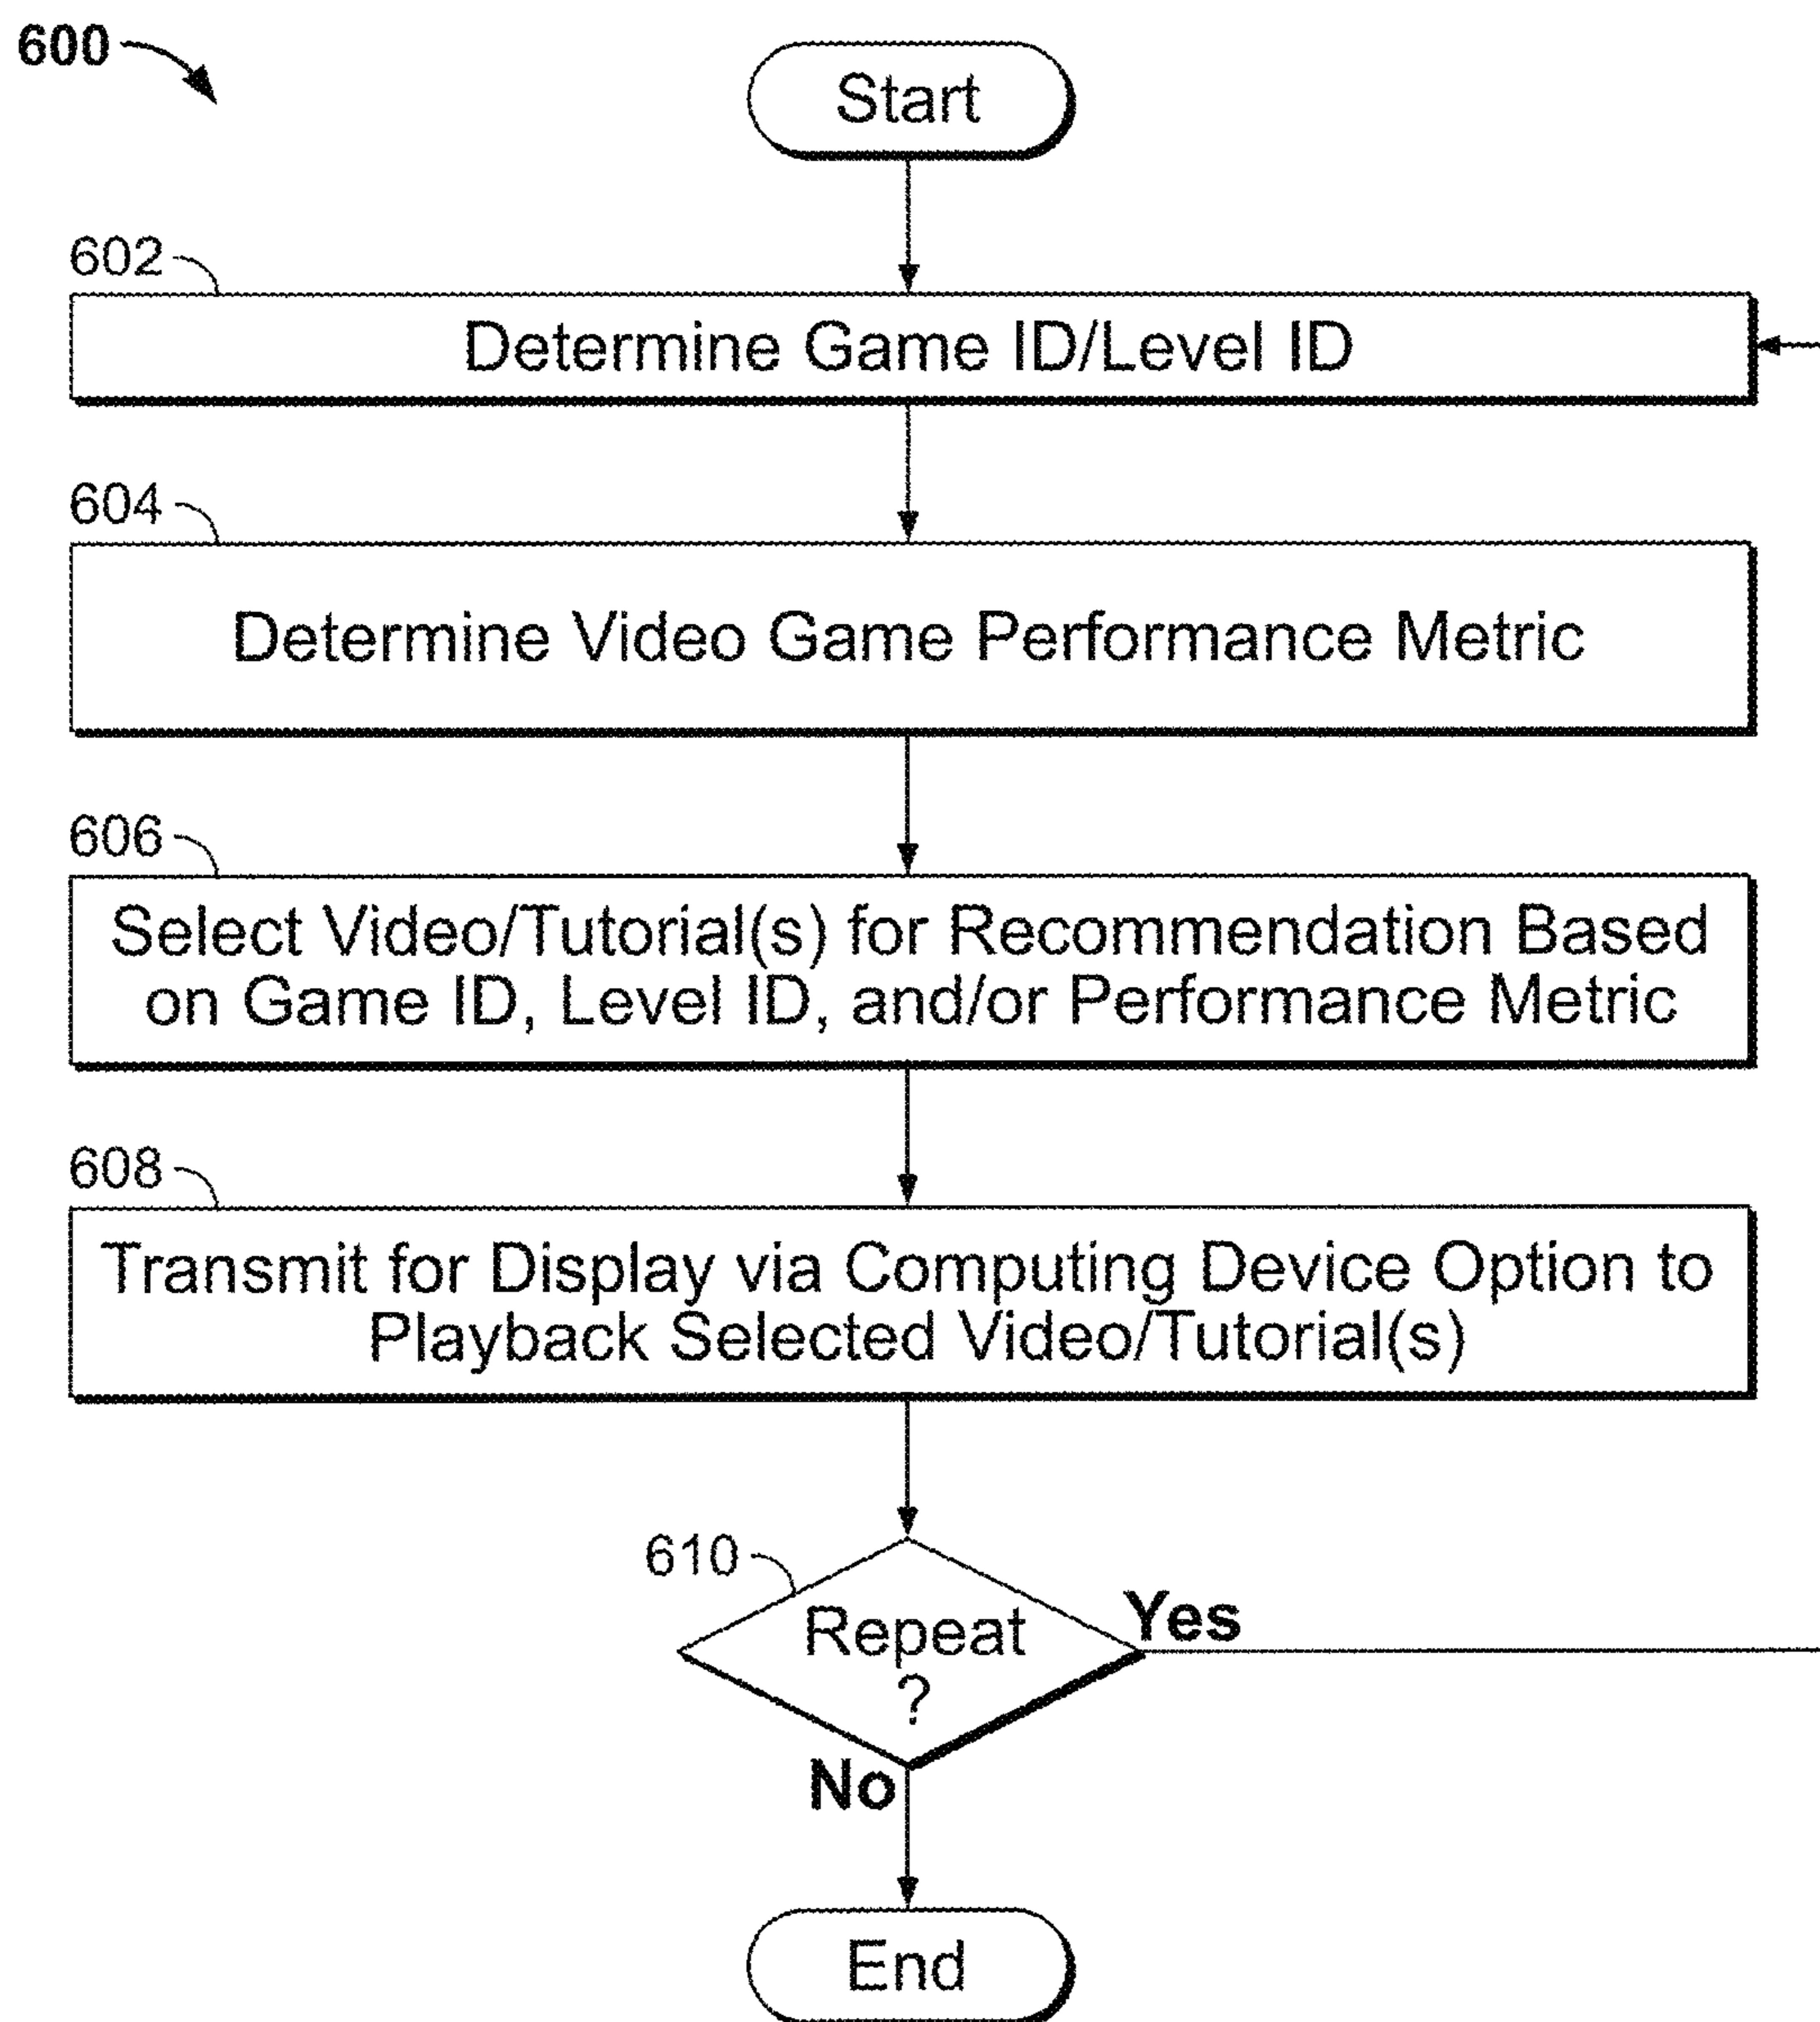 600
Start
602
Determine Game ID/Level ID
604
Determine Video Game Performance Metric
606
Select Video/Tutorial(s) for Recommendation Based
on Game ID, Level ID, and/or Performance Metric
608
Transmit for Display via Computing Device Option to
Playback Selected Video/Tutorial(s)
610
Repeat
?
Yes
No
End